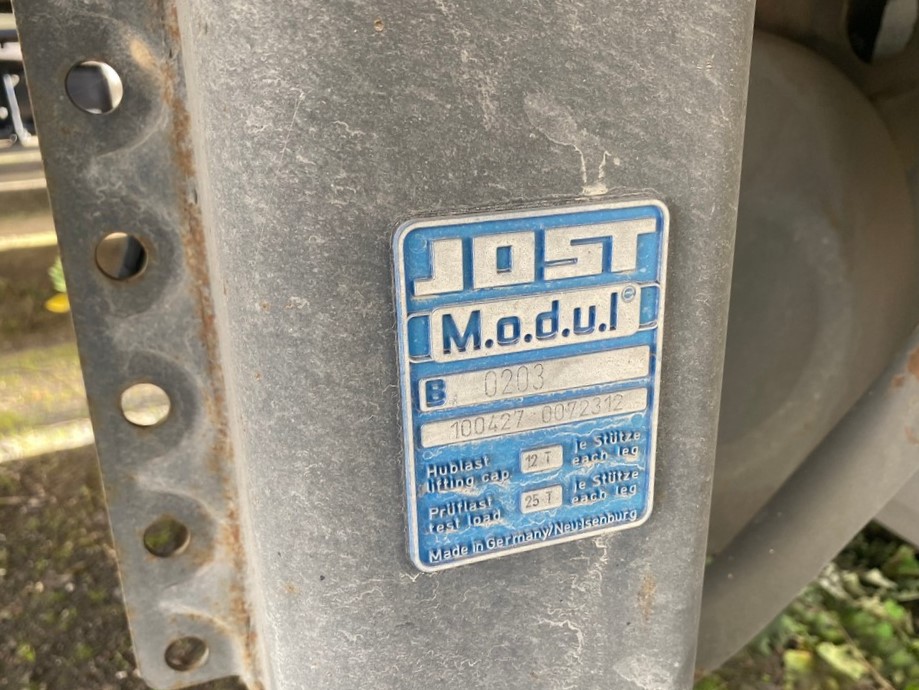 JOST
M.o.d.u.l
B 0203
100427 0072312
Hublast je Stütze
lifting cap 12 T each leg
Prüflast je Stütze
test load 25 T each leg
Made in Germany/Neu-Isenburg